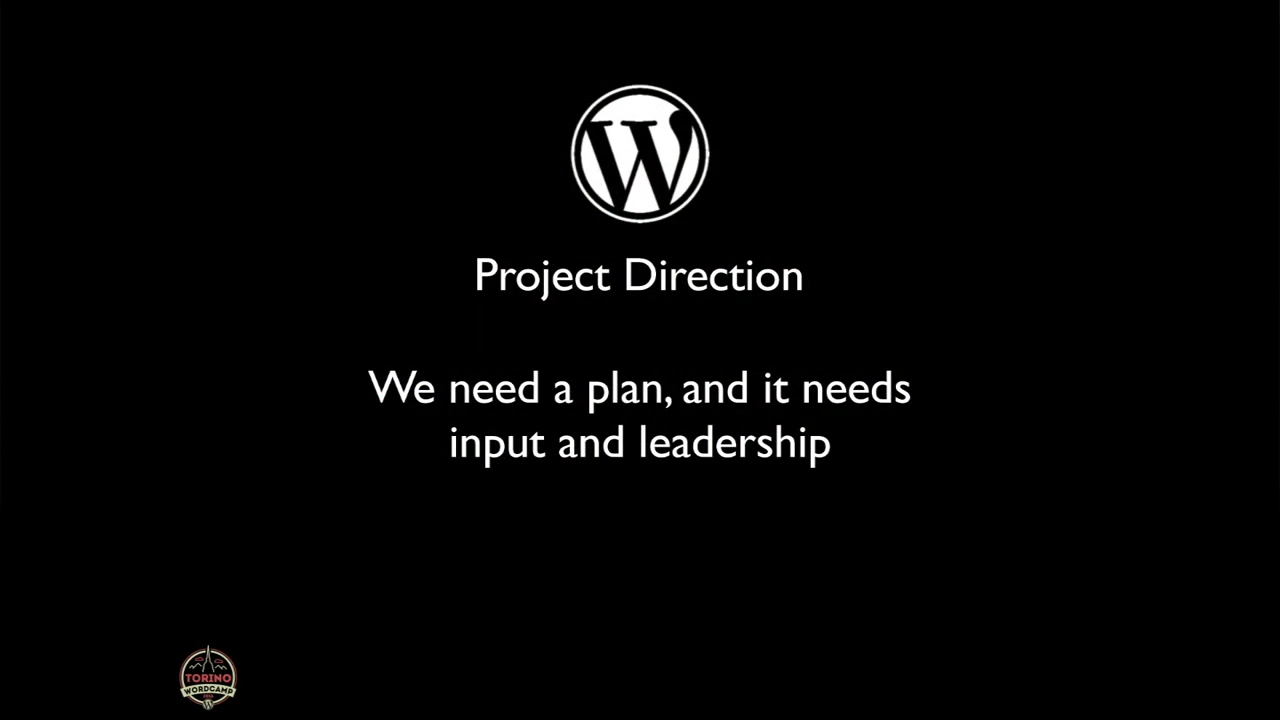 W
Project Direction
We need a plan, and it needs
input and leadership
TORINO
WORDCAMP